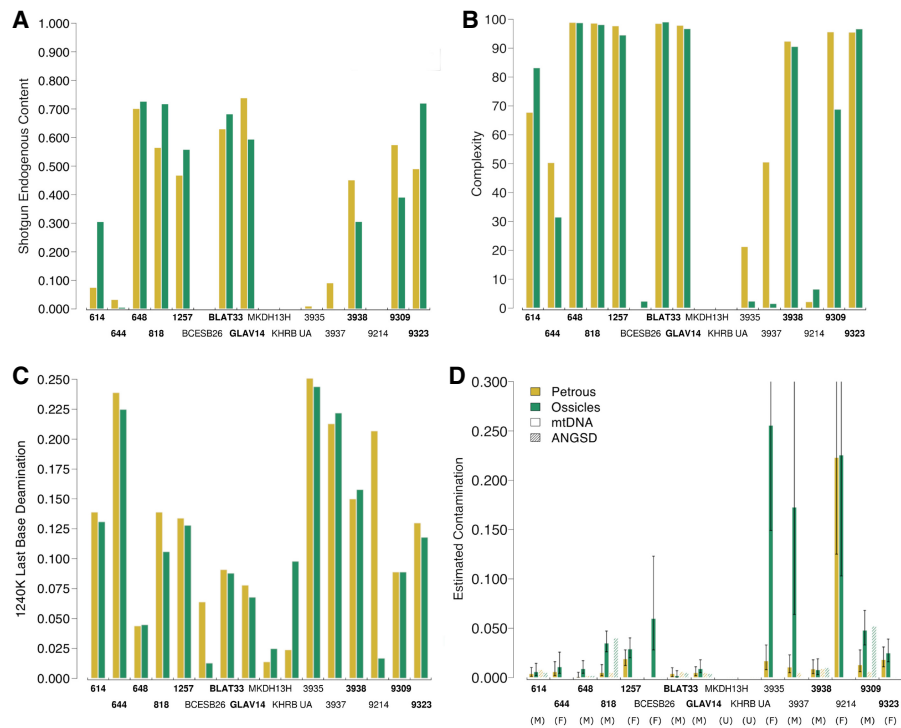 A
Shotgun Endogenous Content
1.000
0.900
0.800
0.700
0.600
0.500
0.400
0.300
0.200
0.100
0.000
614 648 1257 BLAT33 MKDH13H 3935 3938 9309
644 818 BCESB26 GLAV14 KHRB UA 3937 9214 9323
B
Complexity
100
90
80
70
60
50
40
30
20
10
0
614 648 1257 BLAT33 MKDH13H 3935 3938 9309
644 818 BCESB26 GLAV14 KHRB UA 3937 9214 9323
C
1240K Last Base Deamination
0.250
0.225
0.200
0.175
0.150
0.125
0.100
0.075
0.050
0.025
0.000
614 648 1257 BLAT33 MKDH13H 3935 3938 9309
644 818 BCESB26 GLAV14 KHRB UA 3937 9214 9323
D
Estimated Contamination
0.300
0.250
0.200
0.150
0.100
0.050
0.000
Petrous
Ossicles
mtDNA
ANGSD
614 648 1257 BLAT33 MKDH13H 3935 3938 9309
644 818 BCESB26 GLAV14 KHRB UA 3937 9214 9323
(M) (F) (M) (M) (F) (F) (M) (M) (U) (U) (F) (M) (M) (F) (M) (F)